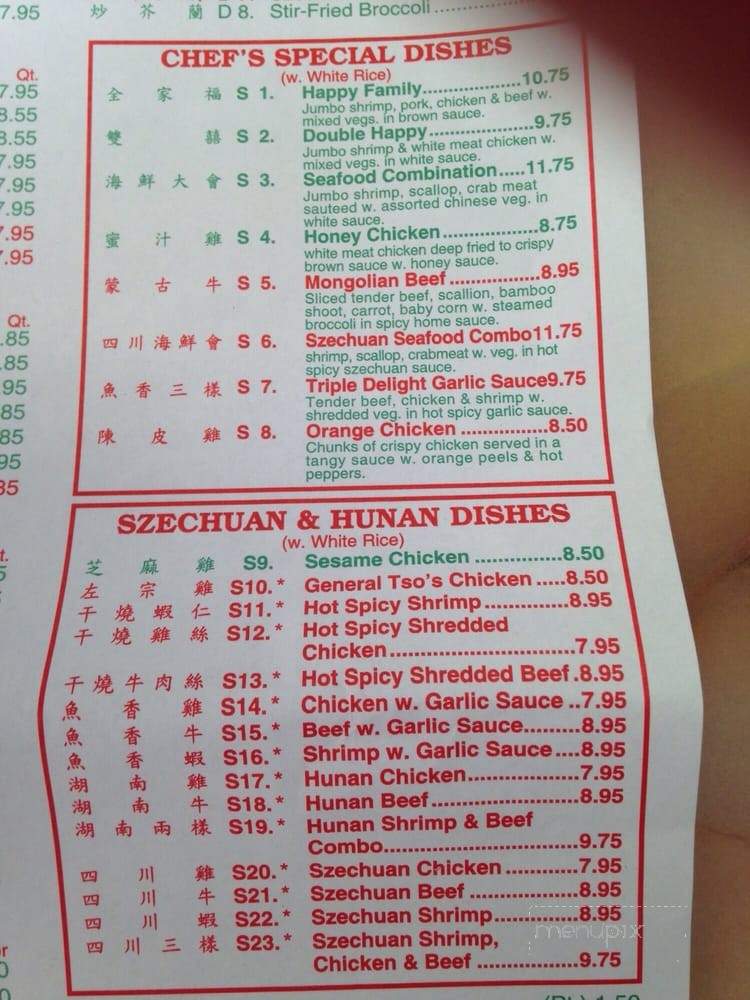 7.95 炒芥蘭 D 8. Stir-Fried Broccoli
Qt.
7.95
8.55
8.55
7.95
7.95
7.95
7.95
7.95
Qt.
.85
.85
.95
.85
.85
.95
.85
CHEF'S SPECIAL DISHES
(w. White Rice)
全家福 S 1. Happy Family..................10.75
Jumbo shrimp, pork, chicken & beef w.
mixed vegs. in brown sauce.
雙囍 S 2. Double Happy...................9.75
Jumbo shrimp & white meat chicken w.
mixed vegs. in white sauce.
海鮮大會 S 3. Seafood Combination.....11.75
Jumbo shrimp, scallop, crab meat
sauteed w. assorted chinese veg. in
white sauce.
蜜汁雞 S 4. Honey Chicken.................8.75
white meat chicken deep fried to crispy
brown sauce w. honey sauce.
蒙古牛 S 5. Mongolian Beef ................8.95
Sliced tender beef, scallion, bamboo
shoot, carrot, baby corn w. steamed
broccoli in spicy home sauce.
四川海鮮會 S 6. Szechuan Seafood Combo11.75
shrimp, scallop, crabmeat w. veg. in hot
spicy szechuan sauce.
魚香三樣 S 7. Triple Delight Garlic Sauce9.75
Tender beef, chicken & shrimp w.
shredded veg. in hot spicy garlic sauce.
陳皮雞 S 8. Orange Chicken ...............8.50
Chunks of crispy chicken served in a
tangy sauce w. orange peels & hot
peppers.
SZECHUAN & HUNAN DISHES
(w. White Rice)
芝麻雞 S9. Sesame Chicken ..............8.50
左宗雞 S10.* General Tso's Chicken .....8.50
干燒蝦仁 S11.* Hot Spicy Shrimp.............8.95
干燒雞絲 S12.* Hot Spicy Shredded
Chicken...........................7.95
干燒牛肉絲 S13.* Hot Spicy Shredded Beef.8.95
魚香雞 S14.* Chicken w. Garlic Sauce ..7.95
魚香牛 S15.* Beef w. Garlic Sauce.........8.95
魚香蝦 S16.* Shrimp w. Garlic Sauce....8.95
湖南雞 S17.* Hunan Chicken.................7.95
湖南牛 S18.* Hunan Beef.......................8.95
湖南兩樣 S19.* Hunan Shrimp & Beef
Combo..............................9.75
四川雞 S20.* Szechuan Chicken ...........7.95
四川牛 S21.* Szechuan Beef .................8.95
四川蝦 S22.* Szechuan Shrimp.............8.95
四川三樣 S23.* Szechuan Shrimp,
Chicken & Beef ................9.75
menupix